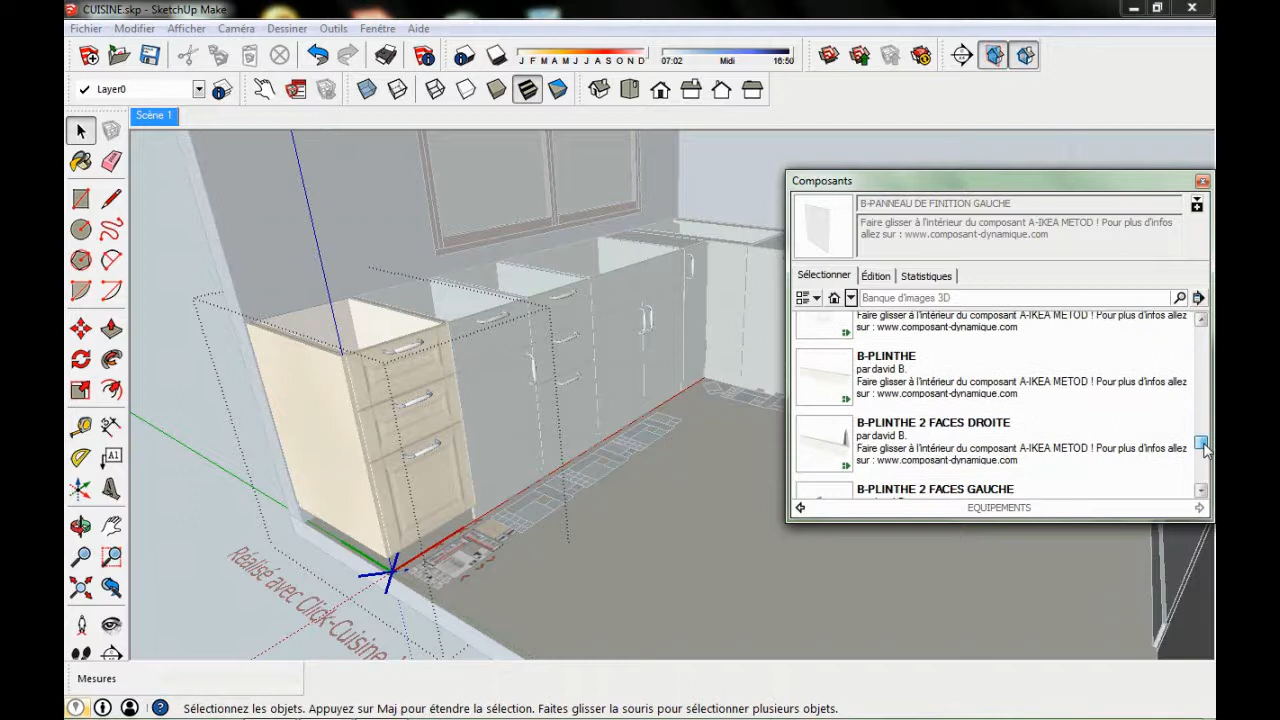 CUISINE.skp - SketchUp Make
Fichier Modifier Afficher Caméra Dessiner Outils Fenêtre Aide
J F M A M J J A S O N D 07:02 Midi 16:50
Layer0
Scène 1
Composants
B-PANNEAU DE FINITION GAUCHE
Faire glisser à l'intérieur du composant A-IKEA METOD ! Pour plus d'infos
allez sur : www.composant-dynamique.com
Sélectionner Édition Statistiques
Banque d'images 3D
Faire glisser à l'intérieur du composant A-IKEA METOD ! Pour plus d'infos allez
sur : www.composant-dynamique.com
B-PLINTHE
par david B.
Faire glisser à l'intérieur du composant A-IKEA METOD ! Pour plus d'infos allez
sur : www.composant-dynamique.com
B-PLINTHE 2 FACES DROITE
par david B.
Faire glisser à l'intérieur du composant A-IKEA METOD ! Pour plus d'infos allez
sur : www.composant-dynamique.com
B-PLINTHE 2 FACES GAUCHE
EQUIPEMENTS
Réalisé avec Click-Cuisine
Mesures
Sélectionnez les objets. Appuyez sur Maj pour étendre la sélection. Faites glisser la souris pour sélectionner plusieurs objets.